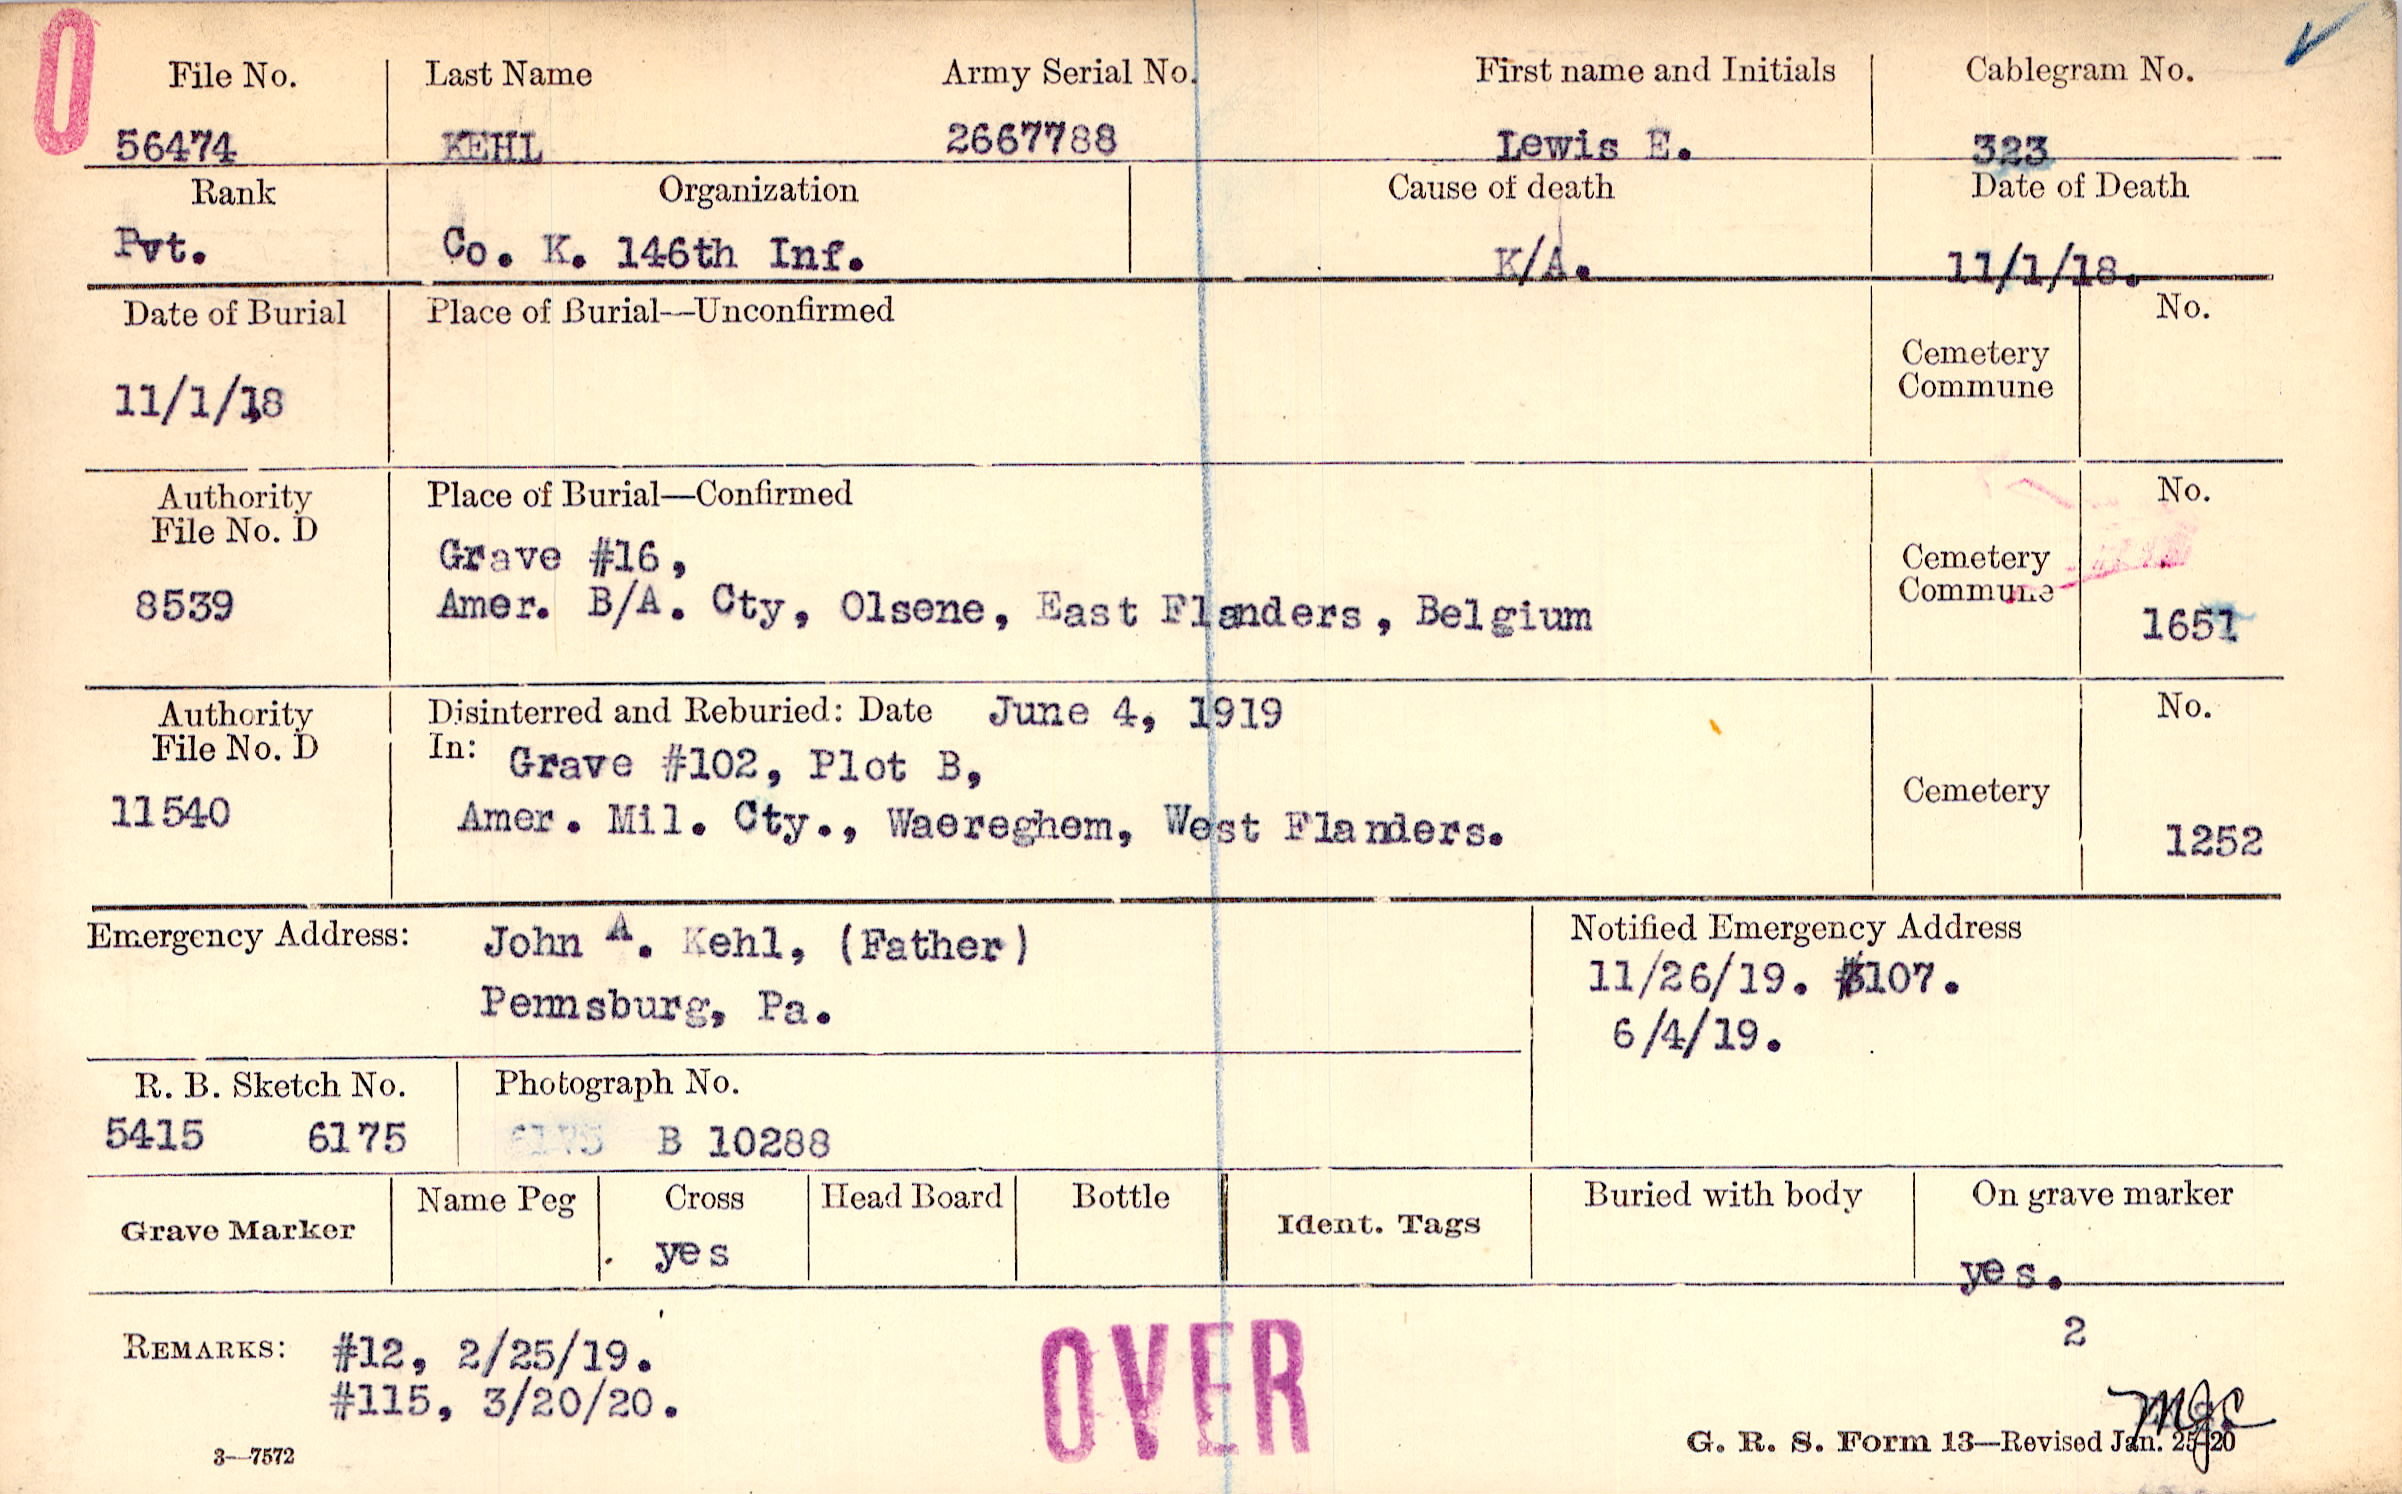 0
File No. Last Name Army Serial No. First name and Initials Cablegram No.
56474 KEHL 2667788 Lewis E. 323
Rank Organization Cause of death Date of Death
Pvt. Co. K. 146th Inf. K/A. 11/1/18.
Date of Burial Place of Burial—Unconfirmed No.
Cemetery
Commune
11/1/18
Authority Place of Burial—Confirmed No.
File No. D
Grave #16,
Cemetery
Commune
8539 Amer. B/A. Cty, Olsene, East Flanders, Belgium 1651
Authority Disinterred and Reburied: Date June 4, 1919 No.
File No. D In: Grave #102, Plot B,
Cemetery
11540 Amer. Mil. Cty., Waereghem, West Flanders. 1252
Emergency Address: John A. Kehl, (Father) Notified Emergency Address
11/26/19. #3107.
Pennsburg, Pa.
6/4/19.
R. B. Sketch No. Photograph No.
5415 6175 6175 B 10288
Grave Marker Name Peg Cross Head Board Bottle Ident. Tags Buried with body On grave marker
yes yes.
2
REMARKS: #12, 2/25/19.
#115, 3/20/20.
OVER
3—7572 G. R. S. Form 13—Revised Jan. 25-20